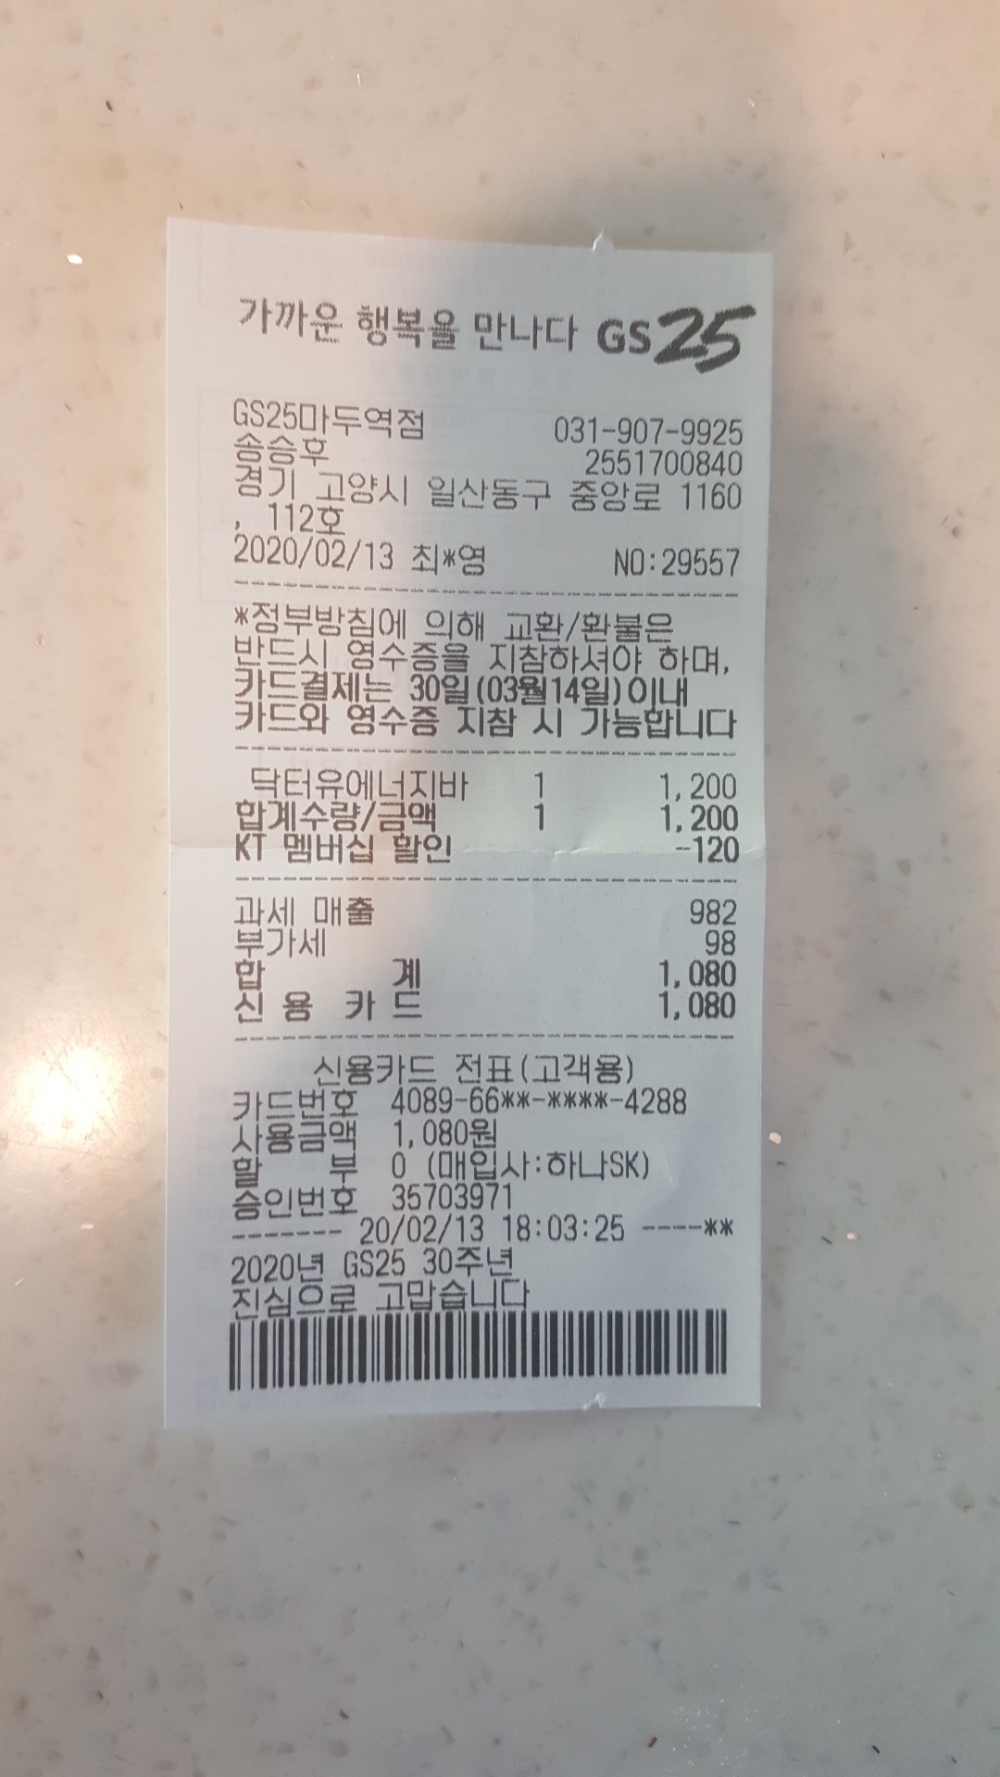 가까운 행복을 만나다 GS25
GS25마두역점 031-907-9925
송승후 2551700840
경기 고양시 일산동구 중앙로 1160
, 112호
2020/02/13 최*영 NO:29557
*정부방침에 의해 교환/환불은
반드시 영수증을 지참하셔야 하며,
카드결제는 30일(03월14일)이내
카드와 영수증 지참 시 가능합니다
닥터유에너지바 1 1,200
합계수량/금액 1 1,200
KT 멤버십 할인 -120
과세 매출 982
부가세 98
합 계 1,080
신 용 카 드 1,080
신용카드 전표(고객용)
카드번호 4089-66**-****-4288
사용금액 1,080원
할 부 0 (매입사:하나SK)
승인번호 35703971
------- 20/02/13 18:03:25 ----**
2020년 GS25 30주년
진심으로 고맙습니다